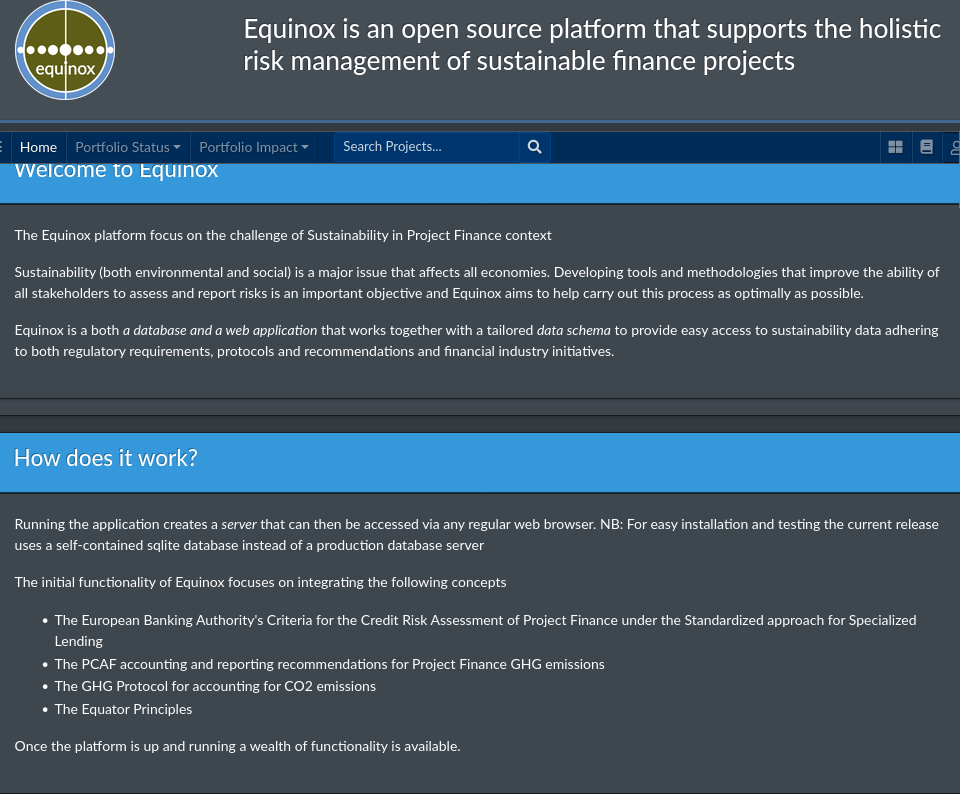 equinox
Equinox is an open source platform that supports the holistic
risk management of sustainable finance projects
Home
Portfolio Status
Portfolio Impact
Search Projects...
Welcome to Equinox
The Equinox platform focus on the challenge of Sustainability in Project Finance context
Sustainability (both environmental and social) is a major issue that affects all economies. Developing tools and methodologies that improve the ability of
all stakeholders to assess and report risks is an important objective and Equinox aims to help carry out this process as optimally as possible.
Equinox is a both a database and a web application that works together with a tailored data schema to provide easy access to sustainability data adhering
to both regulatory requirements, protocols and recommendations and financial industry initiatives.
How does it work?
Running the application creates a server that can then be accessed via any regular web browser. NB: For easy installation and testing the current release
uses a self-contained sqlite database instead of a production database server
The initial functionality of Equinox focuses on integrating the following concepts
• The European Banking Authority's Criteria for the Credit Risk Assessment of Project Finance under the Standardized approach for Specialized
Lending
• The PCAF accounting and reporting recommendations for Project Finance GHG emissions
• The GHG Protocol for accounting for CO2 emissions
• The Equator Principles
Once the platform is up and running a wealth of functionality is available.